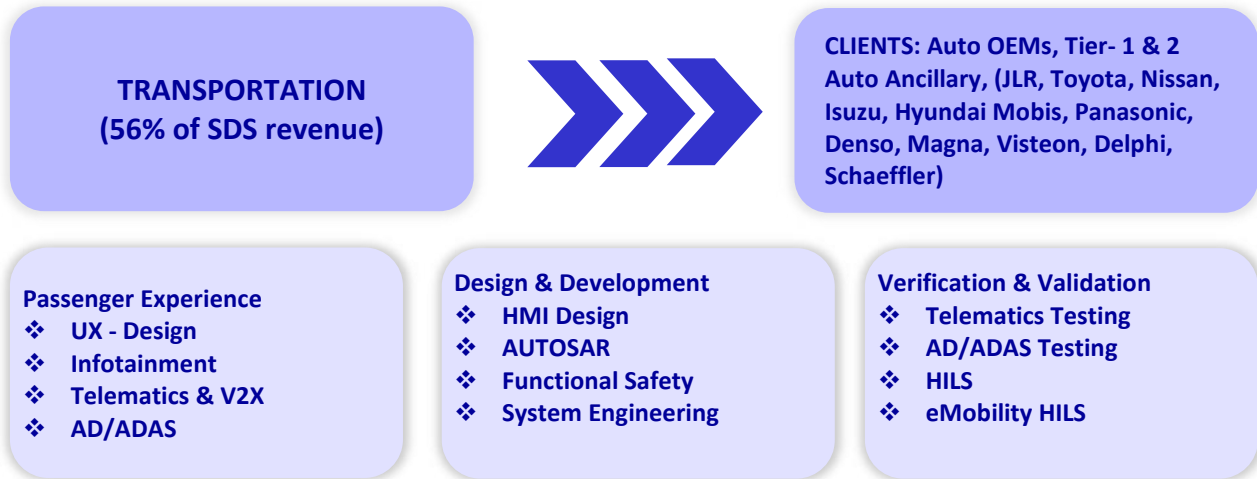 TRANSPORTATION
(56% of SDS revenue)
CLIENTS: Auto OEMs, Tier- 1 & 2
Auto Ancillary, (JLR, Toyota, Nissan,
Isuzu, Hyundai Mobis, Panasonic,
Denso, Magna, Visteon, Delphi,
Schaeffler)
Passenger Experience
❖ UX - Design
❖ Infotainment
❖ Telematics & V2X
❖ AD/ADAS
Design & Development
❖ HMI Design
❖ AUTOSAR
❖ Functional Safety
❖ System Engineering
Verification & Validation
❖ Telematics Testing
❖ AD/ADAS Testing
❖ HILS
❖ eMobility HILS